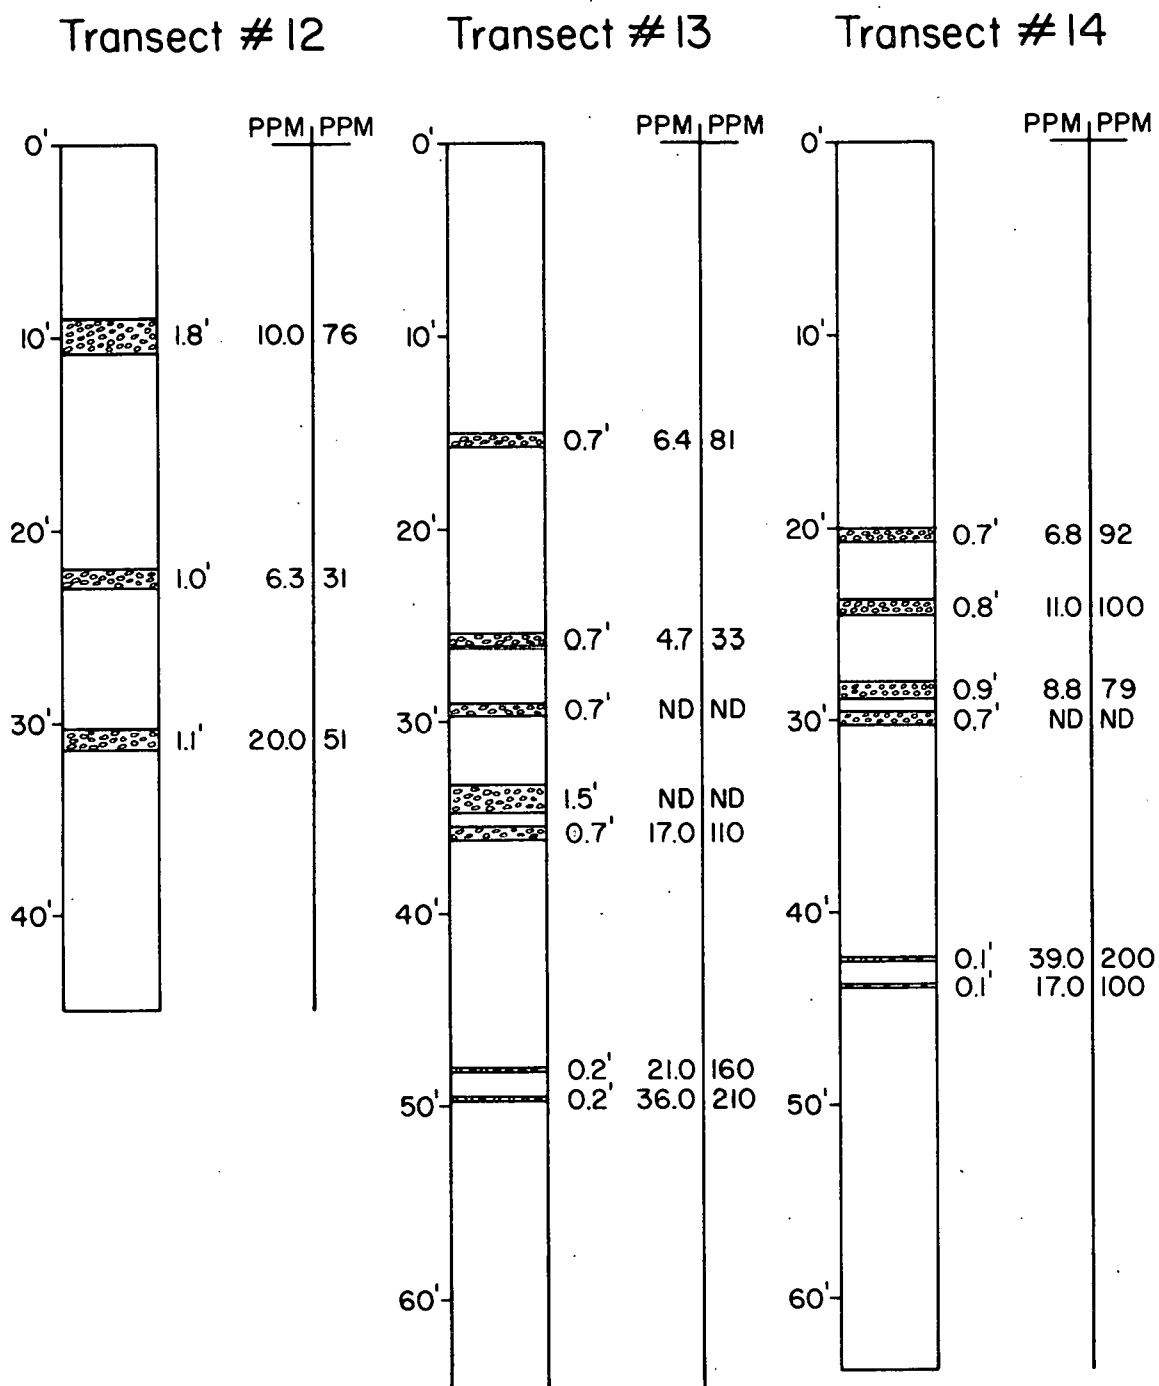 Transect #12
PPM PPM
0'
10' 1.8' 10.0 76
20'
1.0' 6.3 31
30' 1.1' 20.0 51
40'
Transect #13
PPM PPM
0'
10'
0.7' 6.4 81
20'
0.7' 4.7 33
30' 0.7' ND ND
1.5' ND ND
0.7' 17.0 110
40'
0.2' 21.0 160
50' 0.2' 36.0 210
60'
Transect #14
PPM PPM
0'
10'
20' 0.7' 6.8 92
0.8' 11.0 100
0.9' 8.8 79
30' 0.7' ND ND
40'
0.1' 39.0 200
0.1' 17.0 100
50'
60'